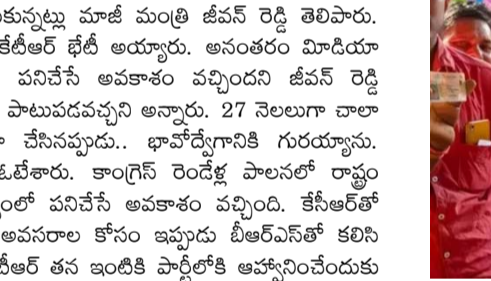 కున్నట్లు మాజీ మంత్రి జీవన్ రెడ్డి తెలిపారు.
కేటీఆర్ భేటీ అయ్యారు. అనంతరం మీడియా
పనిచేసే అవకాశం వచ్చిందని జీవన్ రెడ్డి
పాటుపడవచ్చని అన్నారు. 27 నెలలుగా చాలా
చేసినప్పుడు.. భావోద్వేగానికి గురయ్యాను.
ఓటేశారు. కాంగ్రెస్ రెండేళ్ల పాలనలో రాష్ట్రం
లో పనిచేసే అవకాశం వచ్చింది. కేసీఆర్‌తో
అవసరాల కోసం ఇప్పుడు బీఆర్ఎస్‌తో కలిసి
టీఆర్ తన ఇంటికి పార్టీలోకి ఆహ్వానించేందుకు